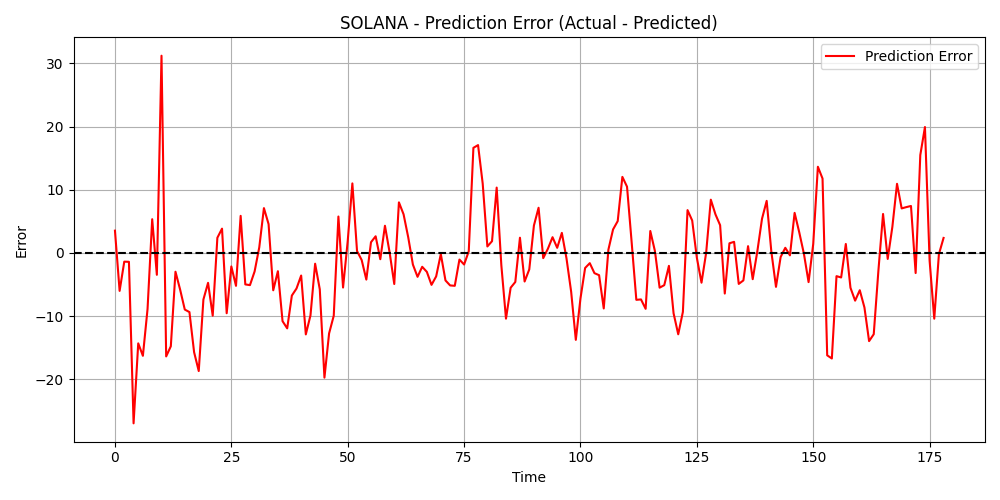 SOLANA - Prediction Error (Actual - Predicted)
Prediction Error
30
20
10
0
−10
−20
Error
0 25 50 75 100 125 150 175
Time